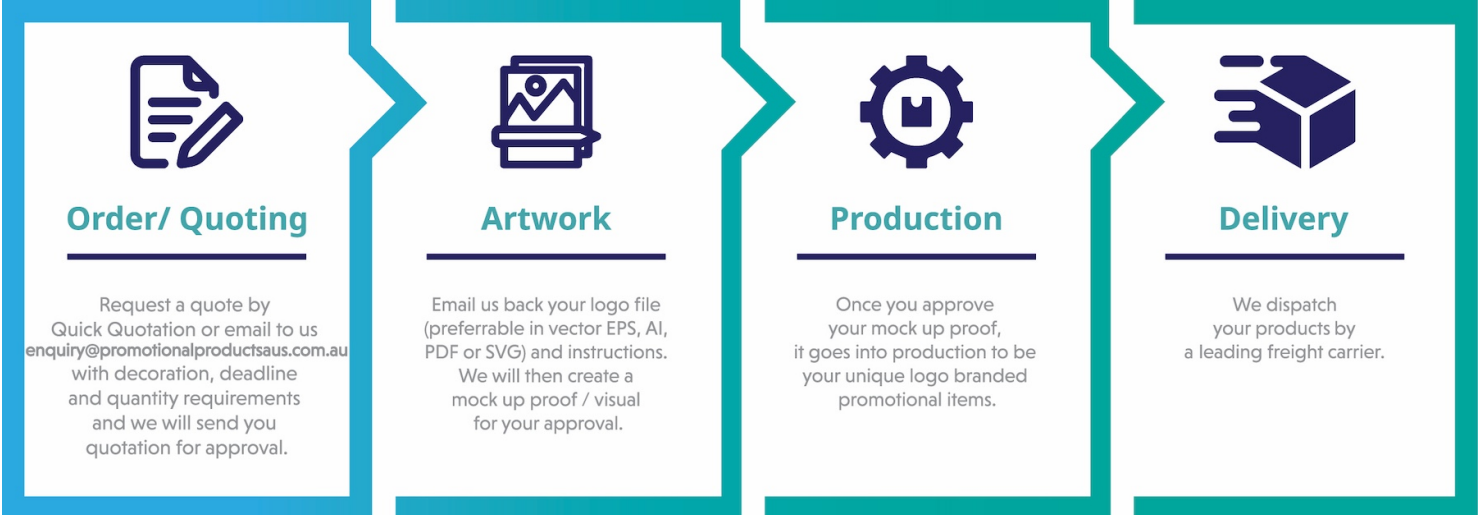 Order/ Quoting
Request a quote by
Quick Quotation or email to us
enquiry@promotionalproductsaus.com.au
with decoration, deadline
and quantity requirements
and we will send you
quotation for approval.
Artwork
Email us back your logo file
(preferrable in vector EPS, AI,
PDF or SVG) and instructions.
We will then create a
mock up proof / visual
for your approval.
Production
Once you approve
your mock up proof,
it goes into production to be
your unique logo branded
promotional items.
Delivery
We dispatch
your products by
a leading freight carrier.